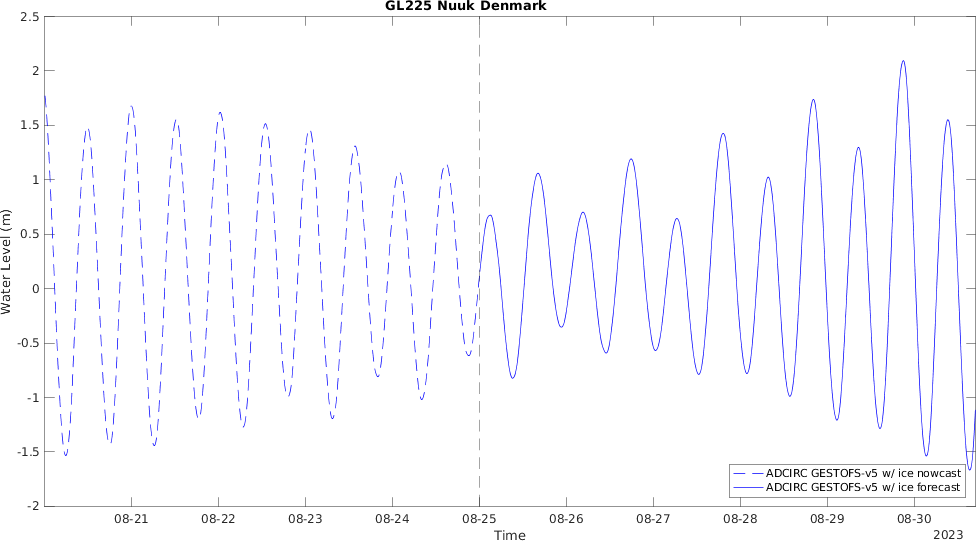 GL225 Nuuk Denmark
2.5
2
1.5
1
0.5
0
-0.5
-1
-1.5
-2
Water Level (m)
08-21 08-22 08-23 08-24 08-25 08-26 08-27 08-28 08-29 08-30
Time
2023
ADCIRC GESTOFS-v5 w/ ice nowcast
ADCIRC GESTOFS-v5 w/ ice forecast